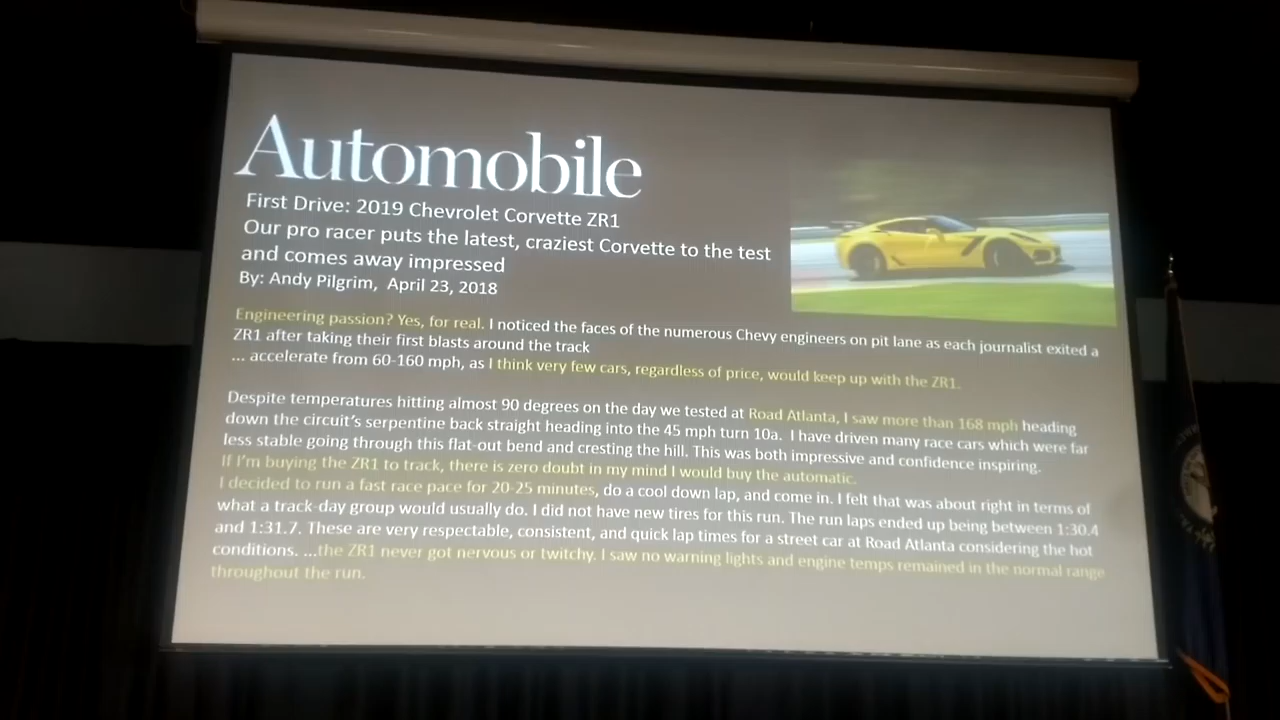 Automobile
First Drive: 2019 Chevrolet Corvette ZR1
Our pro racer puts the latest, craziest Corvette to the test
and comes away impressed
By: Andy Pilgrim, April 23, 2018
Engineering passion? Yes, for real. I noticed the faces of the numerous Chevy engineers on pit lane as each journalist exited a
ZR1 after taking their first blasts around the track
... accelerate from 60-160 mph, as I think very few cars, regardless of price, would keep up with the ZR1.
Despite temperatures hitting almost 90 degrees on the day we tested at Road Atlanta, I saw more than 168 mph heading
down the circuit's serpentine back straight heading into the 45 mph turn 10a. I have driven many race cars which were far
less stable going through this flat-out bend and cresting the hill. This was both impressive and confidence inspiring.
If I'm buying the ZR1 to track, there is zero doubt in my mind I would buy the automatic.
I decided to run a fast race pace for 20-25 minutes, do a cool down lap, and come in. I felt that was about right in terms of
what a track-day group would usually do. I did not have new tires for this run. The run laps ended up being between 1:30.4
and 1:31.7. These are very respectable, consistent, and quick lap times for a street car at Road Atlanta considering the hot
conditions. ...the ZR1 never got nervous or twitchy. I saw no warning lights and engine temps remained in the normal range
throughout the run.